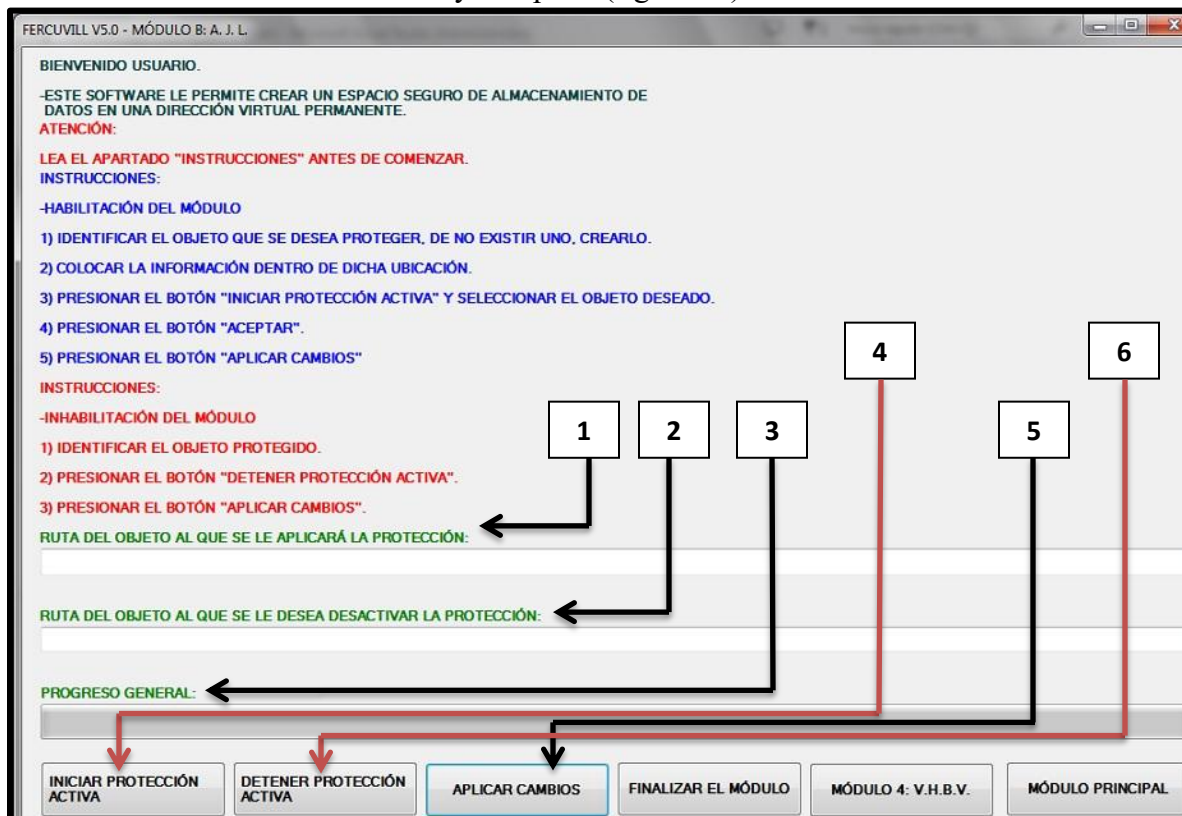 FERCUVILL V5.0 - MÓDULO B: A. J. L.
BIENVENIDO USUARIO.
-ESTE SOFTWARE LE PERMITE CREAR UN ESPACIO SEGURO DE ALMACENAMIENTO DE
DATOS EN UNA DIRECCIÓN VIRTUAL PERMANENTE.
ATENCIÓN:
LEA EL APARTADO "INSTRUCCIONES" ANTES DE COMENZAR.
INSTRUCCIONES:
-HABILITACIÓN DEL MÓDULO
1) IDENTIFICAR EL OBJETO QUE SE DESEA PROTEGER, DE NO EXISTIR UNO, CREARLO.
2) COLOCAR LA INFORMACIÓN DENTRO DE DICHA UBICACIÓN.
3) PRESIONAR EL BOTÓN "INICIAR PROTECCIÓN ACTIVA" Y SELECCIONAR EL OBJETO DESEADO.
4) PRESIONAR EL BOTÓN "ACEPTAR".
5) PRESIONAR EL BOTÓN "APLICAR CAMBIOS"
4
6
INSTRUCCIONES:
-INHABILITACIÓN DEL MÓDULO
1
2
3
5
1) IDENTIFICAR EL OBJETO PROTEGIDO.
2) PRESIONAR EL BOTÓN "DETENER PROTECCIÓN ACTIVA".
3) PRESIONAR EL BOTÓN "APLICAR CAMBIOS".
RUTA DEL OBJETO AL QUE SE LE APLICARÁ LA PROTECCIÓN:
RUTA DEL OBJETO AL QUE SE LE DESEA DESACTIVAR LA PROTECCIÓN:
PROGRESO GENERAL:
INICIAR PROTECCIÓN
ACTIVA
DETENER PROTECCIÓN
ACTIVA
APLICAR CAMBIOS
FINALIZAR EL MÓDULO
MÓDULO 4: V.H.B.V.
MÓDULO PRINCIPAL